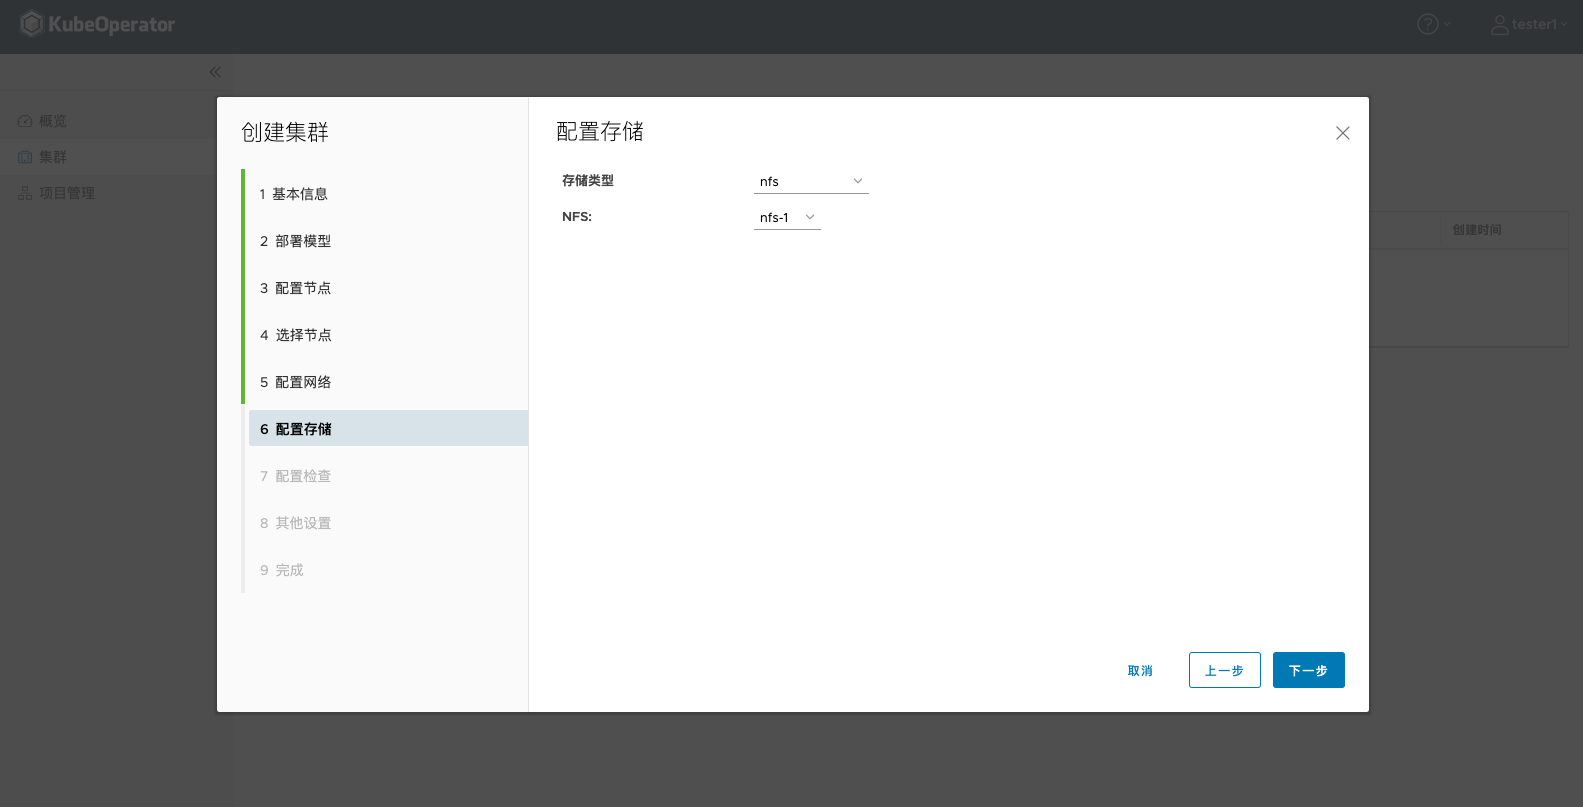 KubeOperator
tester1
概览
集群
项目管理
创建时间
创建集群
1 基本信息
2 部署模型
3 配置节点
4 选择节点
5 配置网络
6 配置存储
7 配置检查
8 其他设置
9 完成
配置存储
存储类型
nfs
NFS:
nfs-1
取消
上一步
下一步